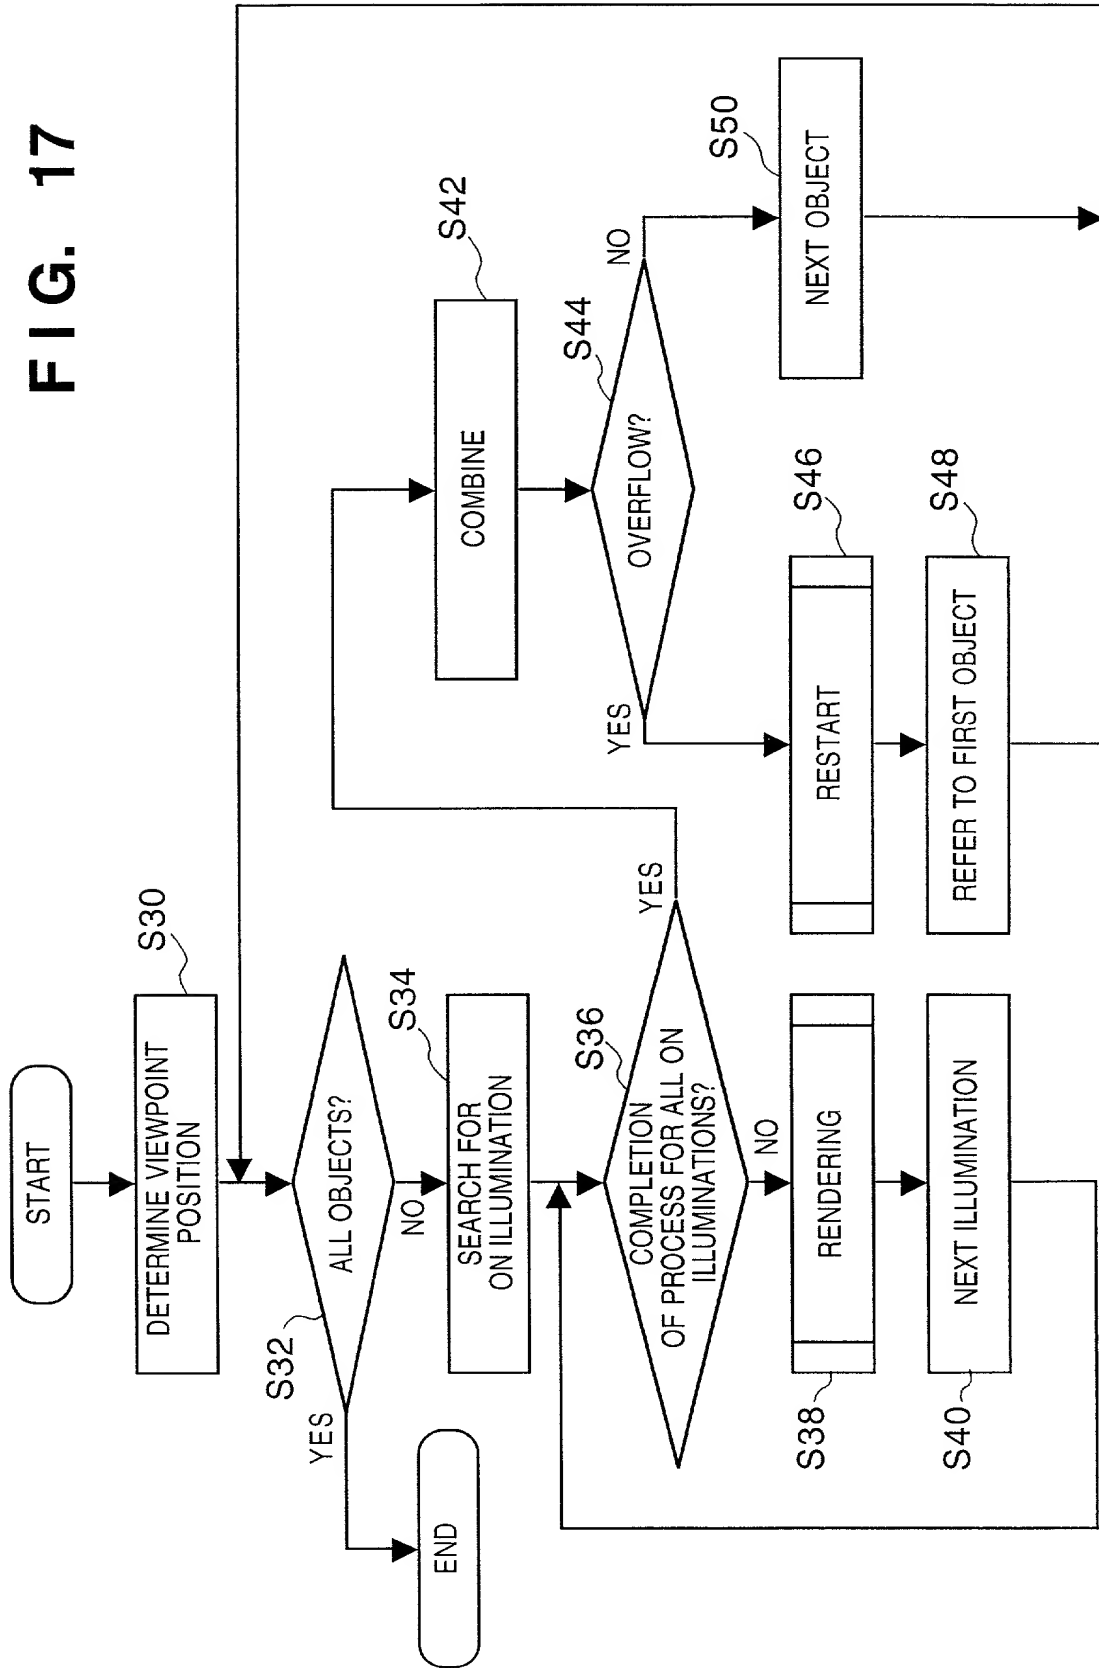 FIG. 17
START
DETERMINE VIEWPOINT
POSITION
S30
ALL OBJECTS?
S32
YES
NO
END
SEARCH FOR
ON ILLUMINATION
S34
COMPLETION
OF PROCESS FOR ALL ON
ILLUMINATIONS?
S36
YES
NO
RENDERING
S38
NEXT ILLUMINATION
S40
COMBINE
S42
OVERFLOW?
S44
YES
NO
RESTART
S46
REFER TO FIRST OBJECT
S48
NEXT OBJECT
S50